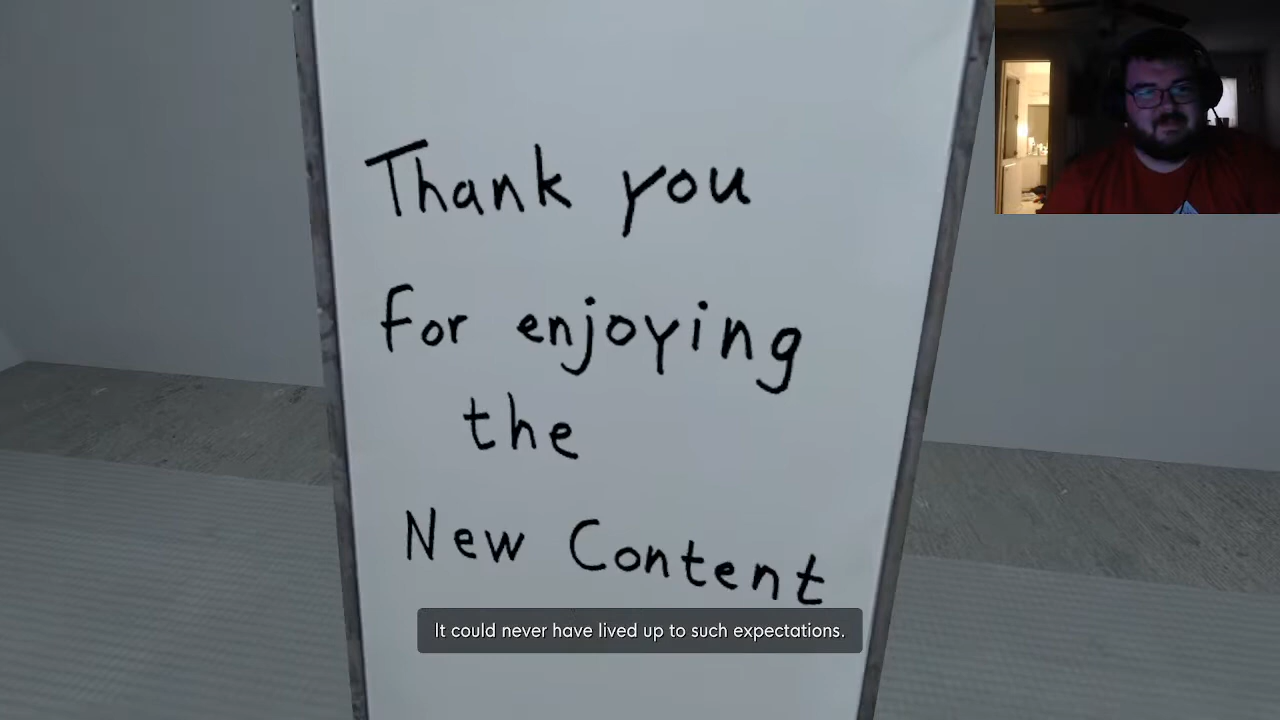 Thank you
for enjoying
the
New Content
It could never have lived up to such expectations.